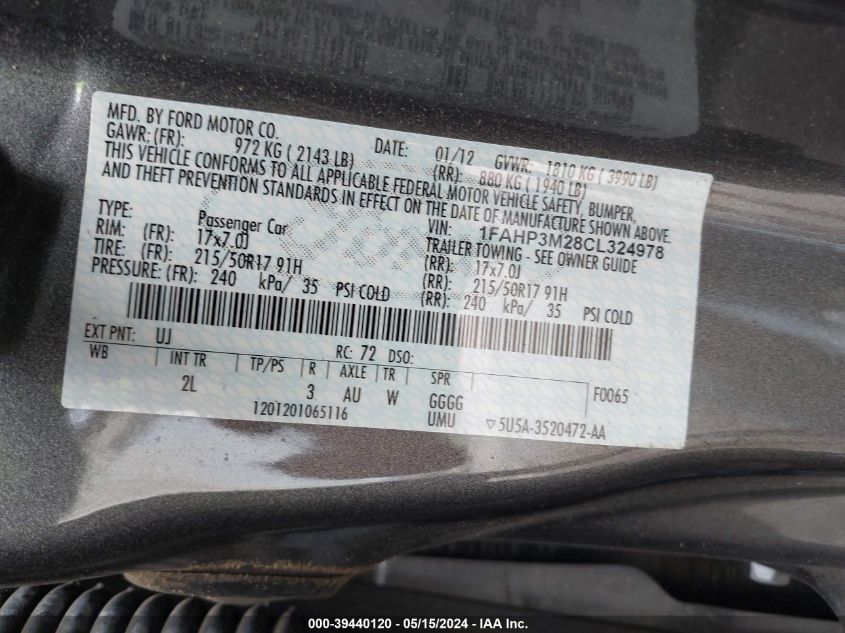 MFD. BY FORD MOTOR CO.
DATE: 01/12 GVWR: 1810 KG ( 3990 LB)
GAWR: (FR): 972 KG ( 2143 LB) (RR): 880 KG ( 1940 LB)
THIS VEHICLE CONFORMS TO ALL APPLICABLE FEDERAL MOTOR VEHICLE SAFETY, BUMPER,
AND THEFT PREVENTION STANDARDS IN EFFECT ON THE DATE OF MANUFACTURE SHOWN ABOVE.
VIN: 1FAHP3M28CL324978
TYPE: Passenger Car TRAILER TOWING - SEE OWNER GUIDE
RIM: (FR): 17x7.0J (RR): 17x7.0J
TIRE: (FR): 215/50R17 91H (RR): 215/50R17 91H
PRESSURE: (FR): 240 kPa/ 35 PSI COLD (RR): 240 kPa/ 35 PSI COLD
EXT PNT: UJ RC: 72 DSO:
WB INT TR TP/PS R AXLE TR SPR F0065
2L 3 AU W GGGG
120T201065116 UMU ▽5U5A-3520472-AA
000-39440120 - 05/15/2024 - IAA Inc.